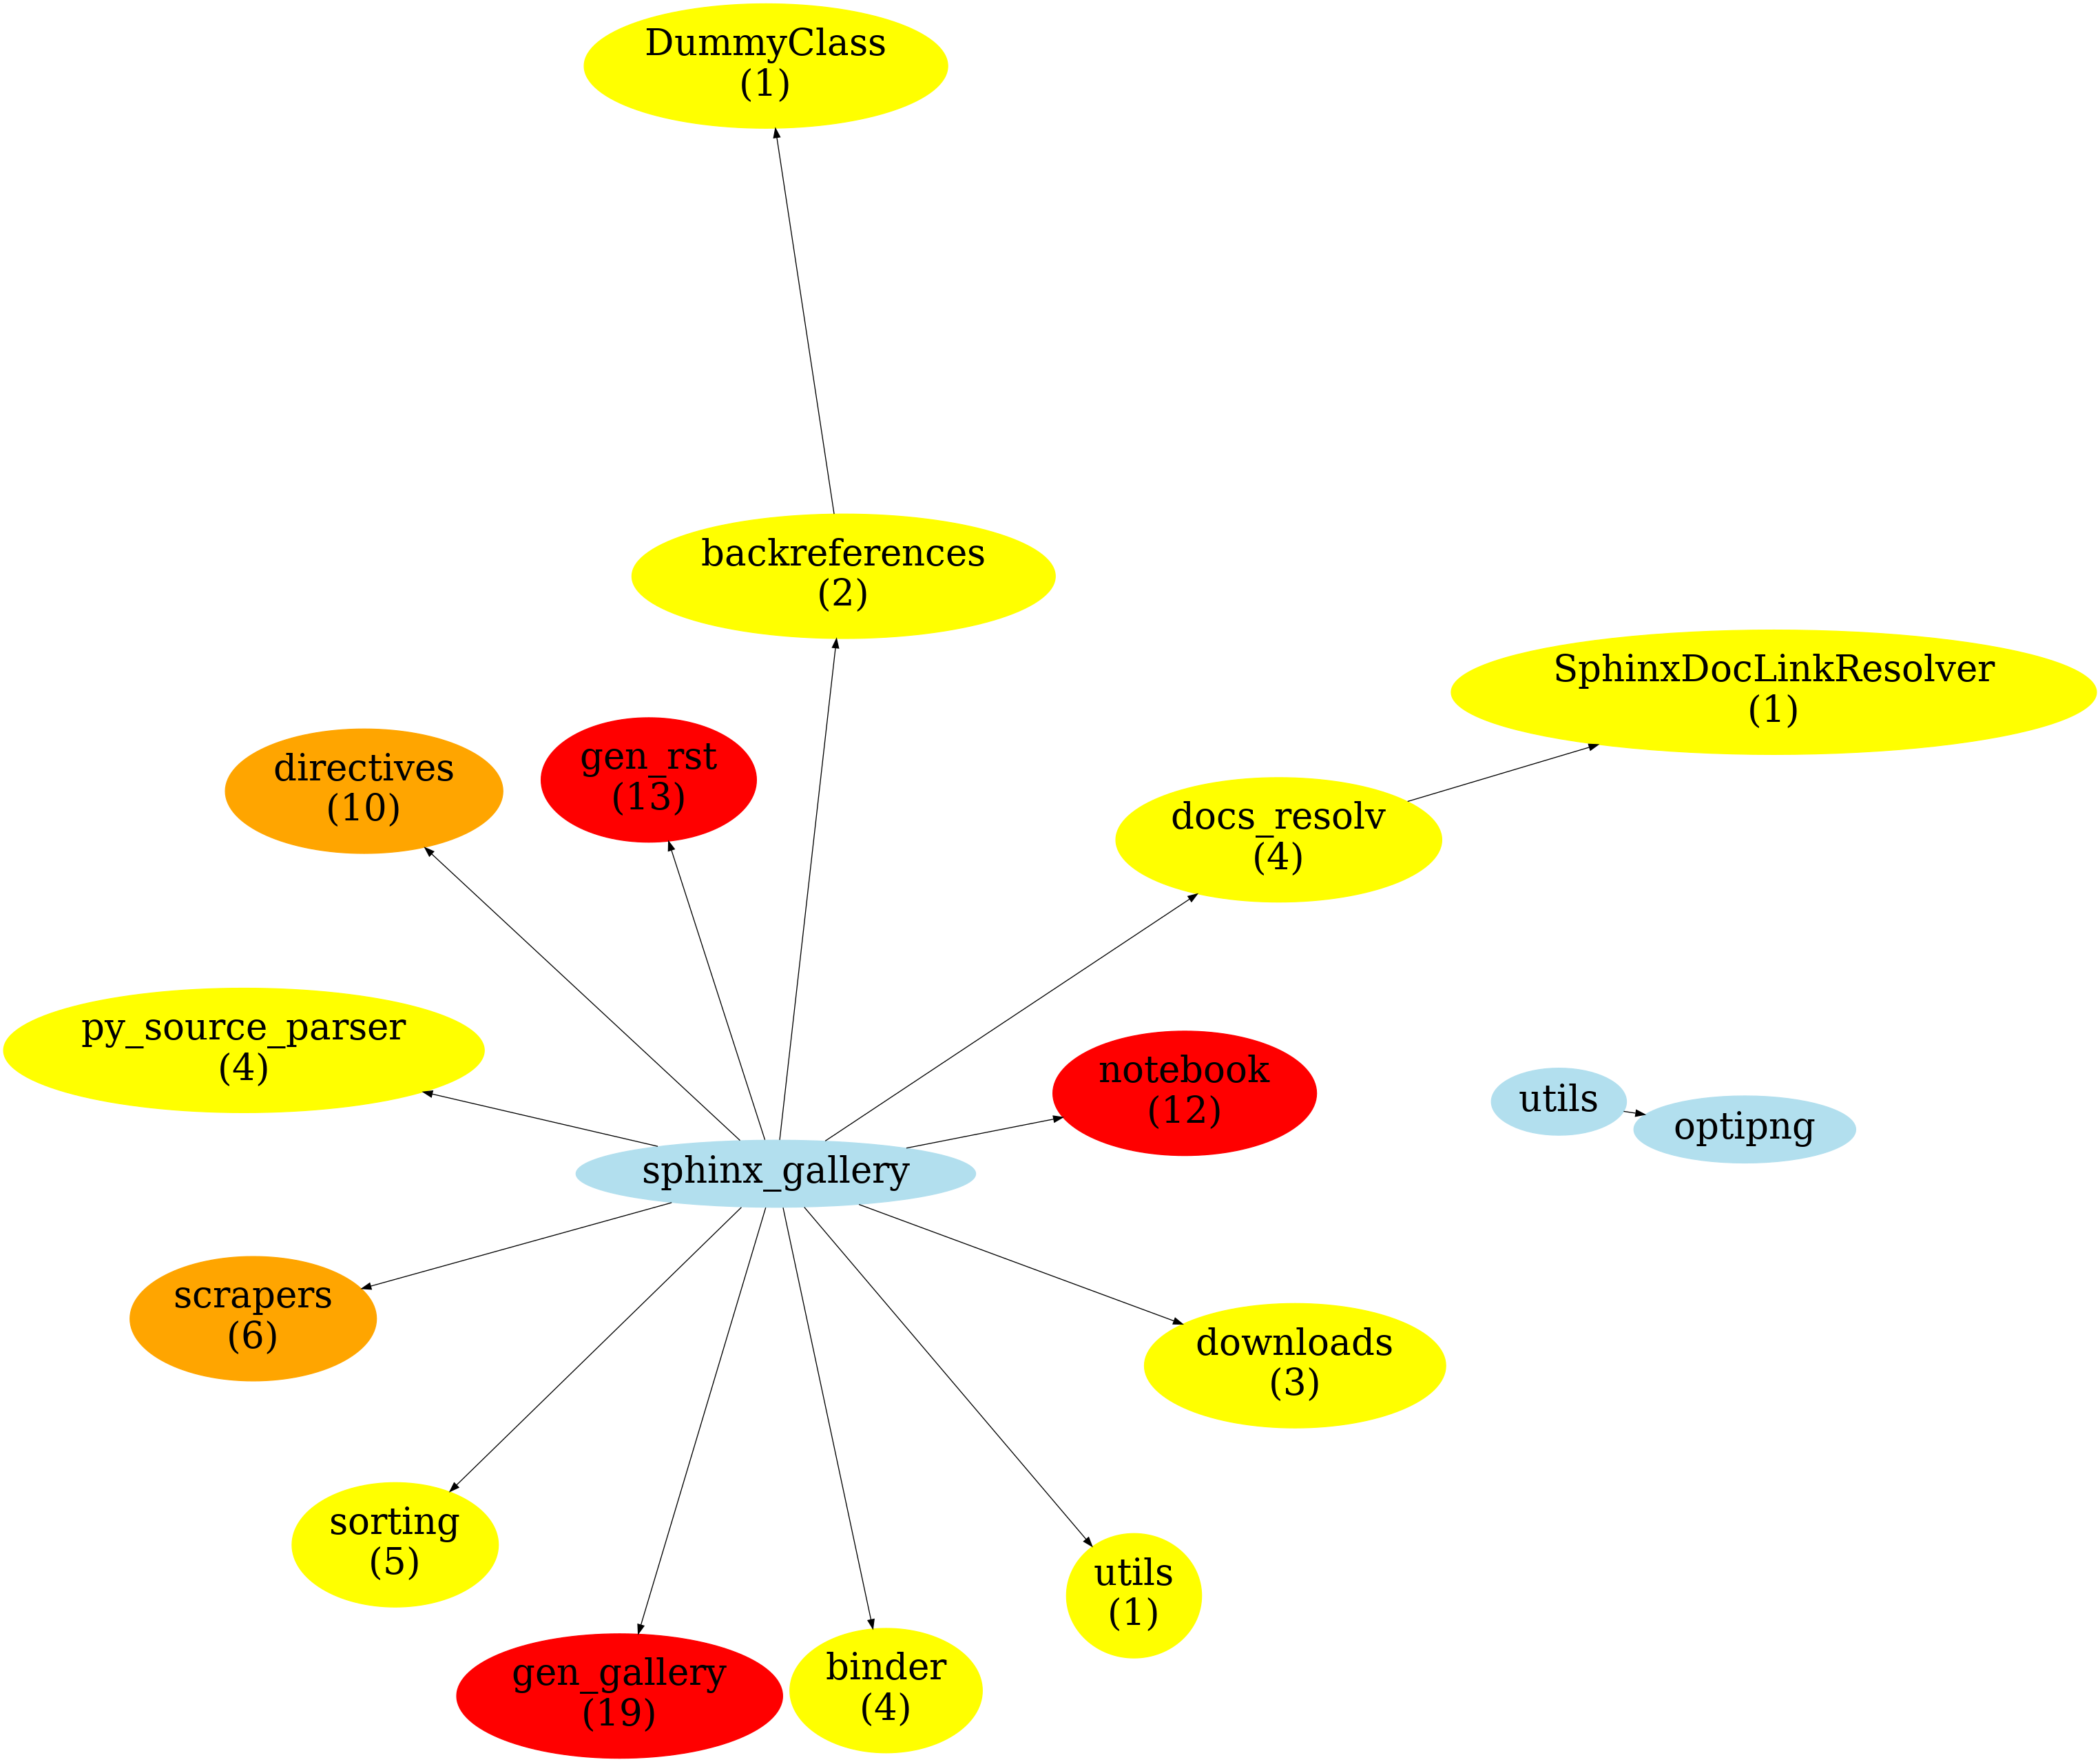 DummyClass
(1)
backreferences
(2)
SphinxDocLinkResolver
(1)
directives
(10)
gen_rst
(13)
docs_resolv
(4)
py_source_parser
(4)
notebook
(12)
utils
optipng
sphinx_gallery
scrapers
(6)
downloads
(3)
sorting
(5)
utils
(1)
gen_gallery
(19)
binder
(4)